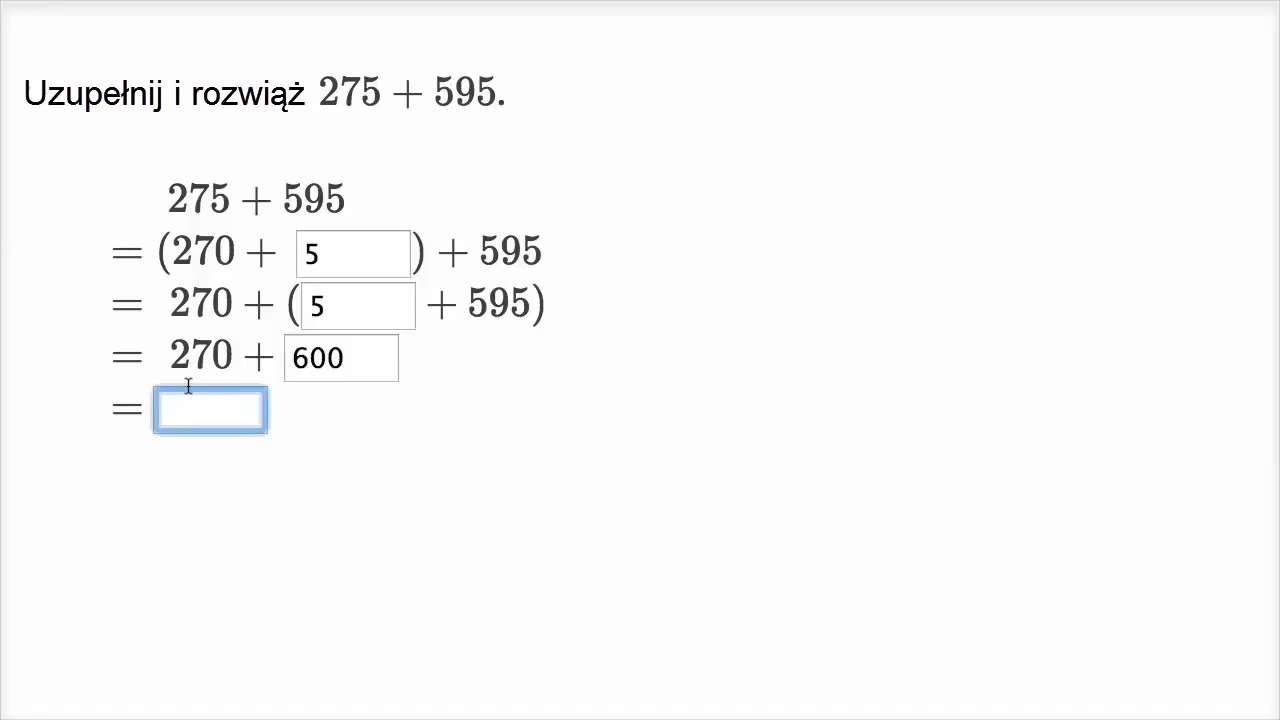 Uzupełnij i rozwiąż 275 + 595.
275 + 595
= (270 + 5) + 595
= 270 + (5 + 595)
= 270 + 600
=